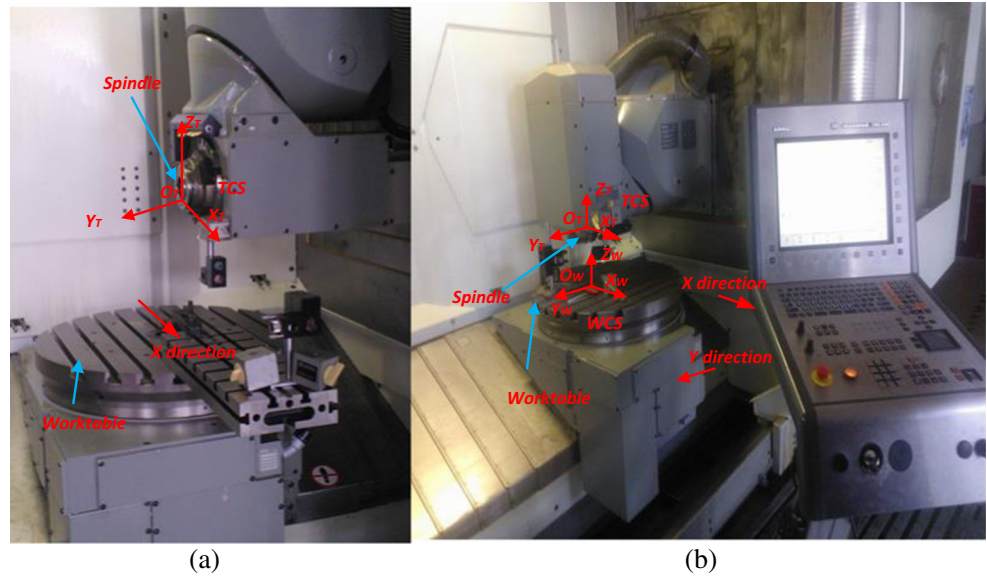 Spindle
Z_T
O_T
TCS
Y_T
X_T
X direction
Worktable
Z_T
TCS
O_T
X_T
Y_T
Z_W
O_W
X_W
Spindle
Y_W
WCS
X direction
Y direction
Worktable
(a)
(b)